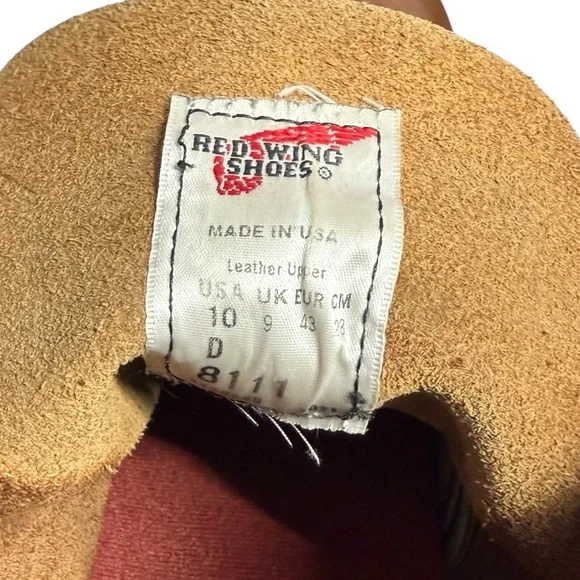 RED WING
SHOES®
MADE IN USA
Leather Upper
USA UK EUR CM
10 9 43 28
D
8111